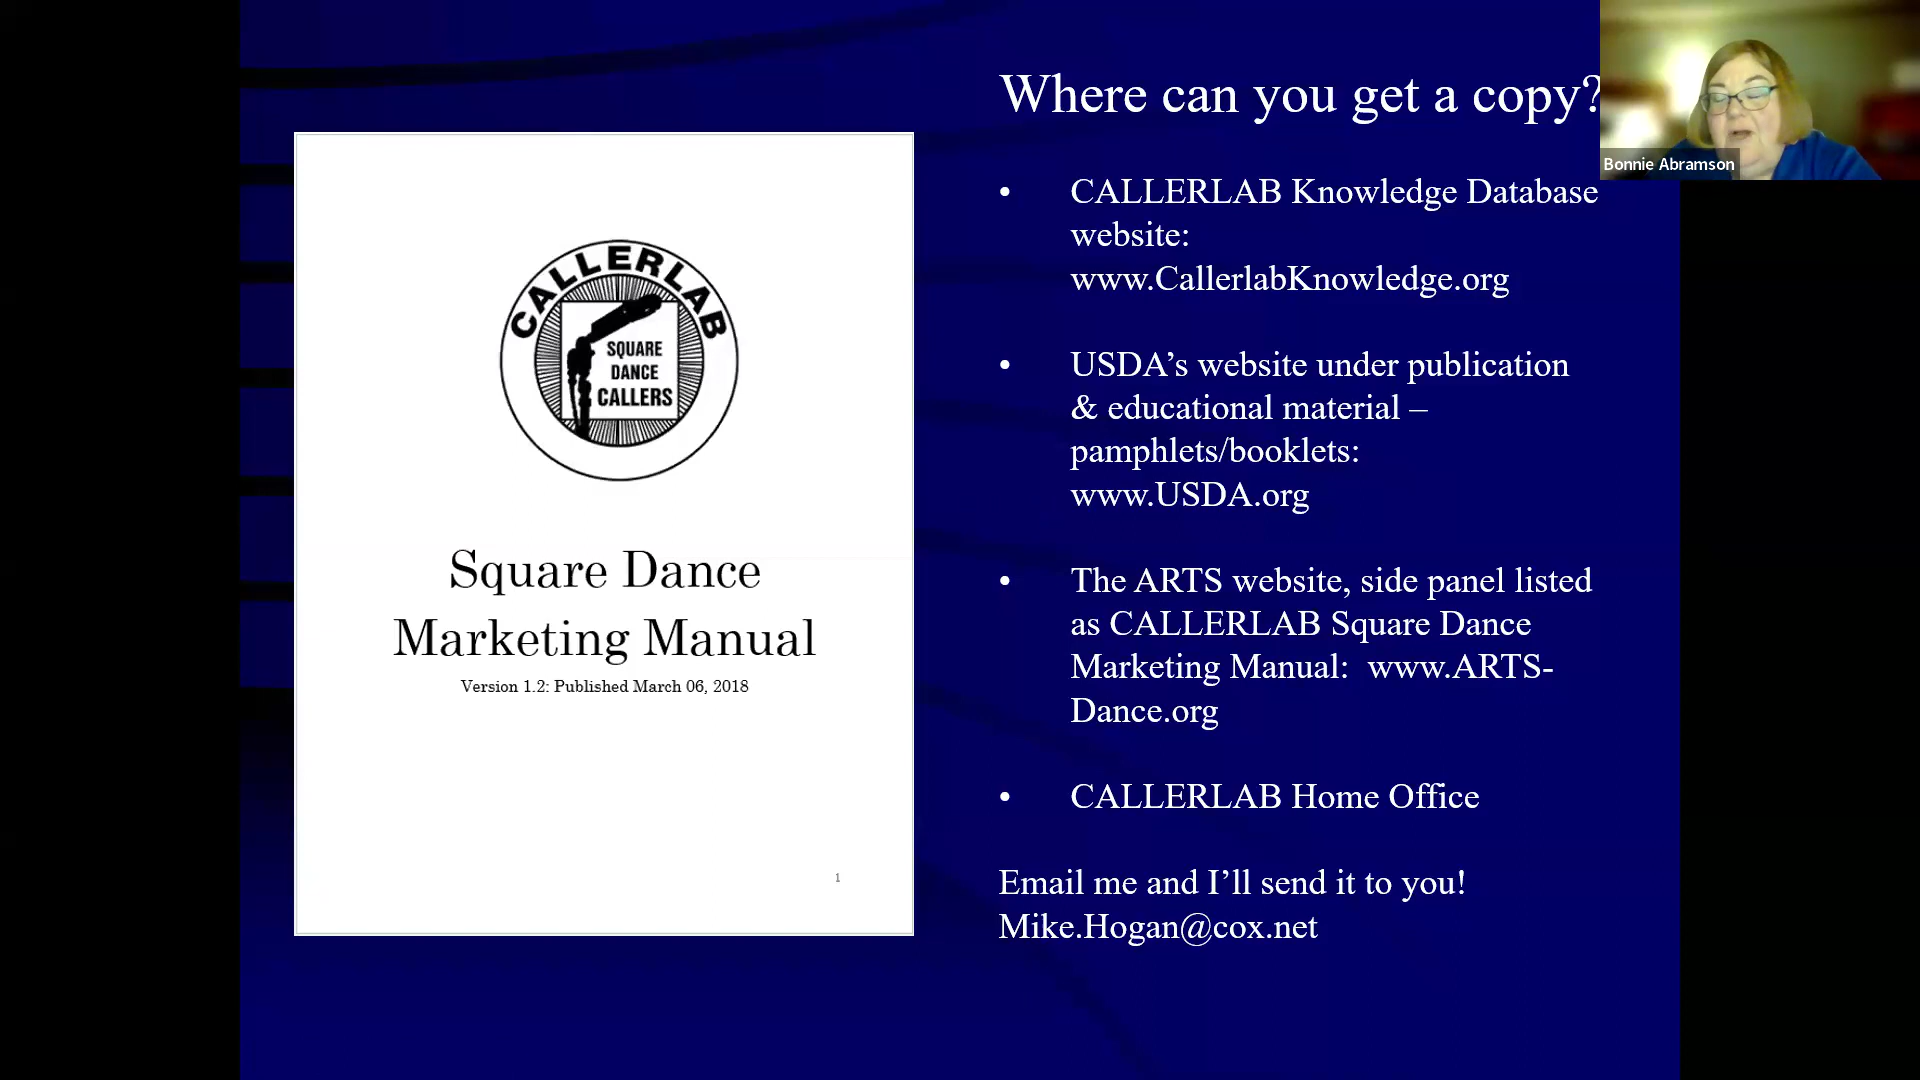 CALLERLAB
SQUARE
DANCE
CALLERS
Square Dance
Marketing Manual
Version 1.2: Published March 06, 2018
1
Where can you get a copy?
• CALLERLAB Knowledge Database
website:
www.CallerlabKnowledge.org
• USDA’s website under publication
& educational material –
pamphlets/booklets:
www.USDA.org
• The ARTS website, side panel listed
as CALLERLAB Square Dance
Marketing Manual: www.ARTS-
Dance.org
• CALLERLAB Home Office
Email me and I’ll send it to you!
Mike.Hogan@cox.net
Bonnie Abramson